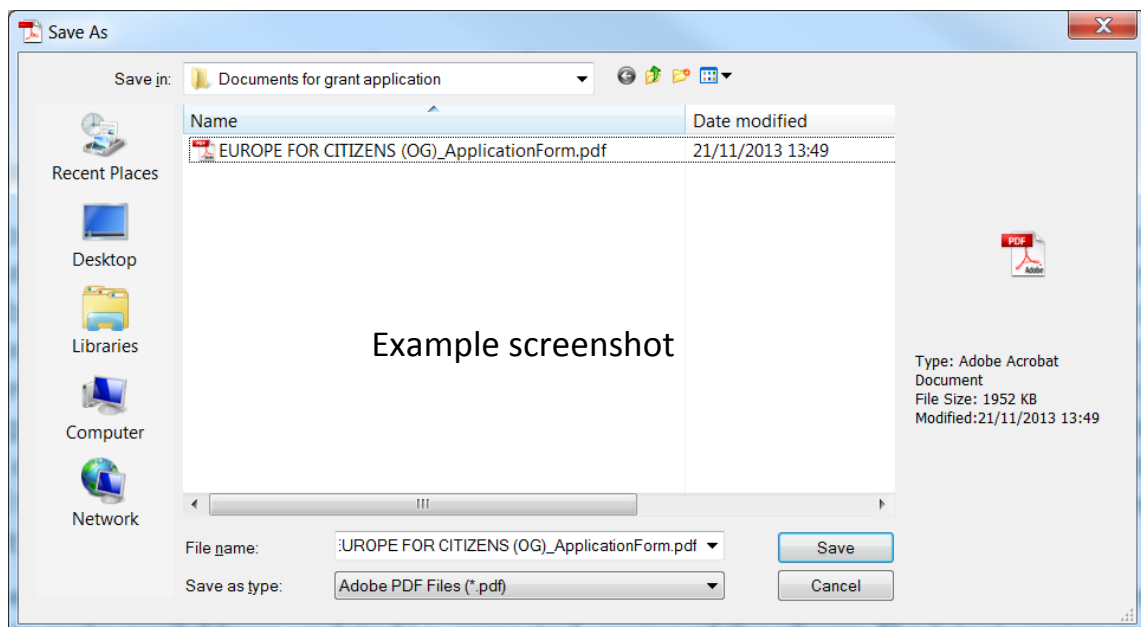 Save As
Save in: Documents for grant application
Name Date modified
EUROPE FOR CITIZENS (OG)_ApplicationForm.pdf 21/11/2013 13:49
Recent Places
Desktop
Libraries
Computer
Network
Example screenshot
PDF
Adobe
Type: Adobe Acrobat
Document
File Size: 1952 KB
Modified:21/11/2013 13:49
File name: :UROPE FOR CITIZENS (OG)_ApplicationForm.pdf Save
Save as type: Adobe PDF Files (*.pdf) Cancel